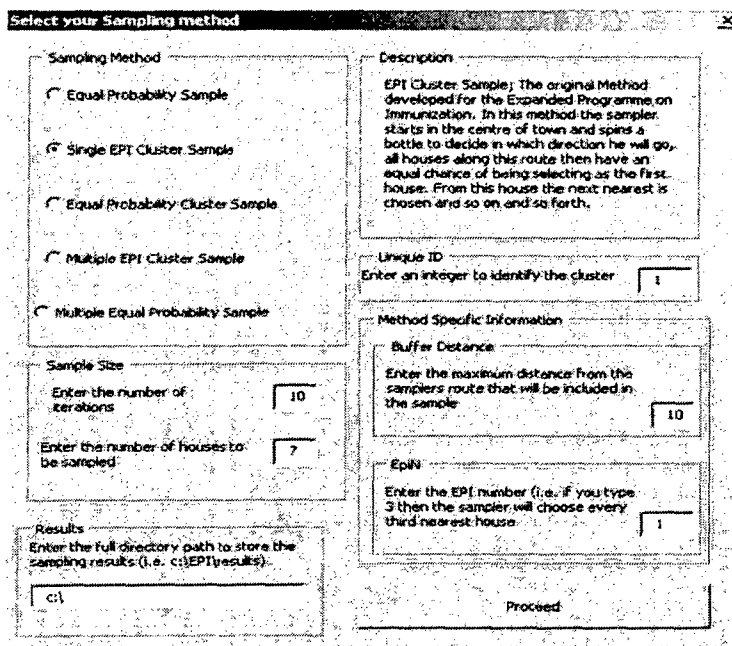 Select your Sampling method
Sampling Method
Equal Probability Sample
Single EPI Cluster Sample
Equal Probability Cluster Sample
Multiple EPI Cluster Sample
Multiple Equal Probability Sample
Sample Size
Enter the number of
iterations
10
Enter the number of houses to
be sampled
7
Results
Enter the full directory path to store the
sampling results (i.e. c:\EPI\results)
c:\
Description
EPI Cluster Sample; The original Method
developed for the Expanded Programme on
Immunization. In this method the sampler
starts in the centre of town and spins a
bottle to decide in which direction he will go,
all houses along this route then have an
equal chance of being selecting as the first
house. From this house the next nearest is
chosen and so on and so forth.
Unique ID
Enter an integer to identify the cluster
1
Method Specific Information
Buffer Distance
Enter the maximum distance from the
samplers route that will be included in
the sample
10
EpiN
Enter the EPI number (i.e. if you type
3 then the sampler will choose every
third nearest house
1
Proceed